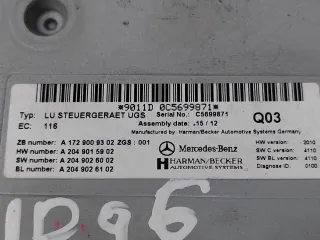 *9011D 0C5699871*
Typ: LU STEUERGERAET UGS Serial No.: C5699871
EC: 116 Assembly date: .15 / 12 Q03
Manufactured by: Harman/Becker Automotive Systems Germany
ZB number: A 172 900 93 02 ZGS : 001
HW number: A 204 901 59 02
SW number: A 204 902 60 02
BL number: A 204 902 61 02
Mercedes-Benz
HARMAN/BECKER
AUTOMOTIVE SYSTEMS
HW version: 2010
SW C version: 4110
SW BL version: 4110
Diagnose ID: 0100
1D96